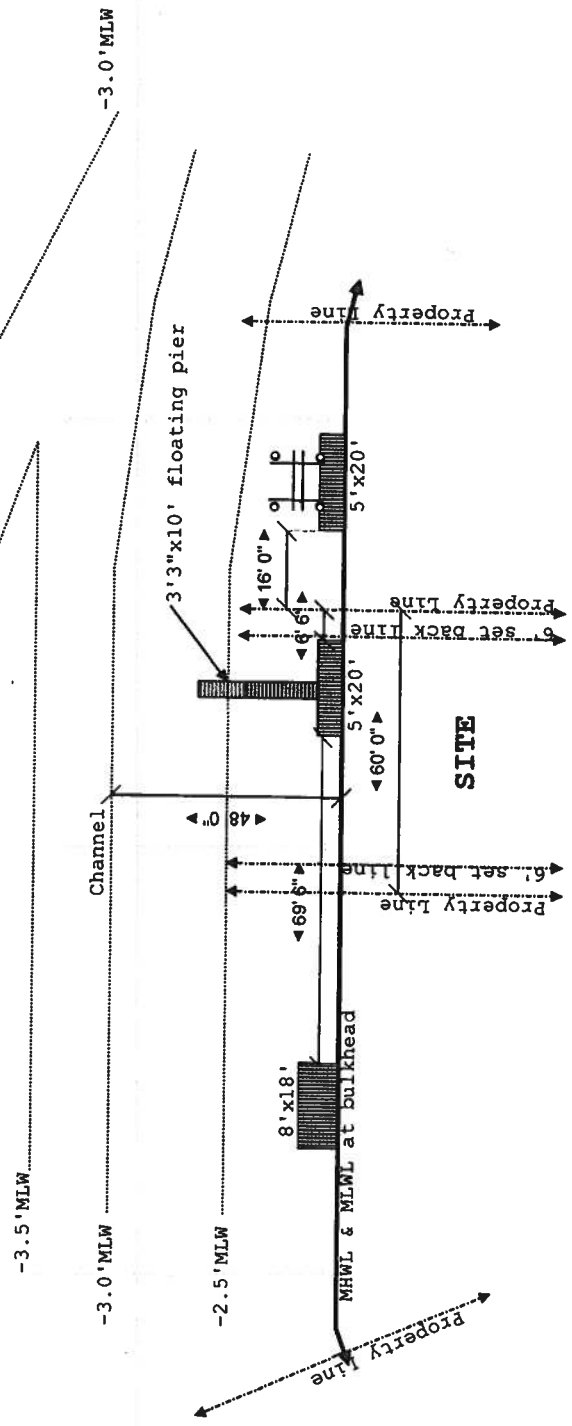 -3.5'MLW
-3.0'MLW
Channel
-3.0'MLW
3'3"x10' floating pier
-2.5'MLW
48' 0"
16' 0"
6' 6"
69' 6"
8'x18'
5'x20'
5'x20'
MHWL & MLWL at bulkhead
60' 0"
SITE
Property Line
Property Line
6' set back line
6' set back line
Property Line
Property Line